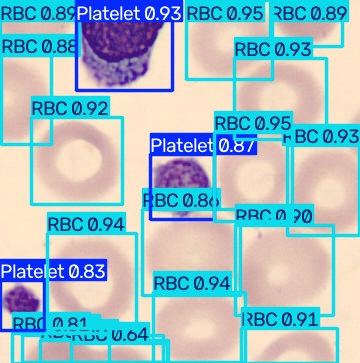 RBC 0.89
Platelet 0.93
RBC 0.95
RBC 0.89
RBC 0.88
RBC 0.93
RBC 0.92
RBC 0.95
Platelet 0.87
RBC 0.93
RBC 0.86
RBC 0.90
RBC 0.94
Platelet 0.83
RBC 0.94
RBC 0.81
RBC 0.64
RBC 0.91